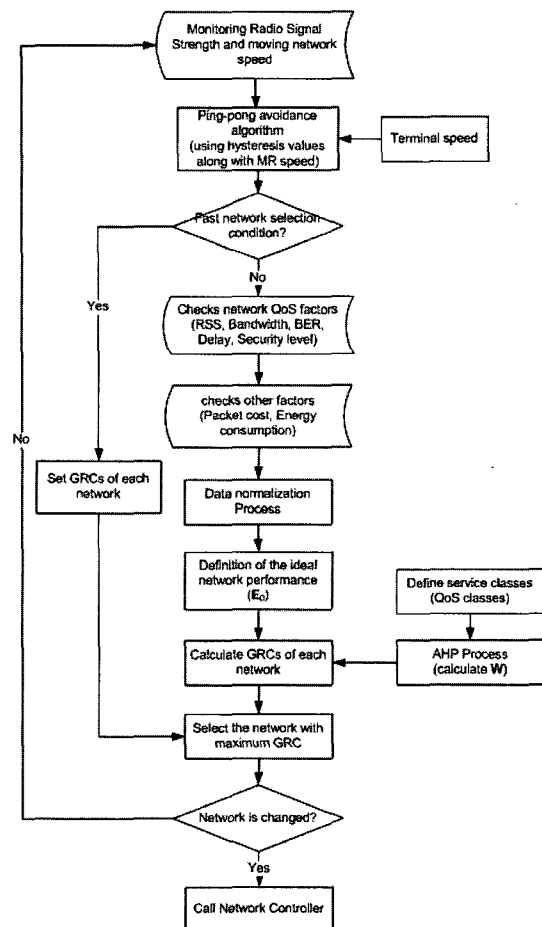 Monitoring Radio Signal
Strength and moving network
speed
Ping-pong avoidance
algorithm
(using hysteresis values
along with MR speed)
Terminal speed
Fast network selection
condition?
Yes
No
Checks network QoS factors
(RSS, Bandwidth, BER,
Delay, Security level)
checks other factors
(Packet cost, Energy
consumption)
No
Set GRCs of each
network
Data normalization
Process
Definition of the ideal
network performance
(E₀)
Define service classes
(QoS classes)
Calculate GRCs of each
network
AHP Process
(calculate W)
Select the network with
maximum GRC
Network is changed?
Yes
Call Network Controller